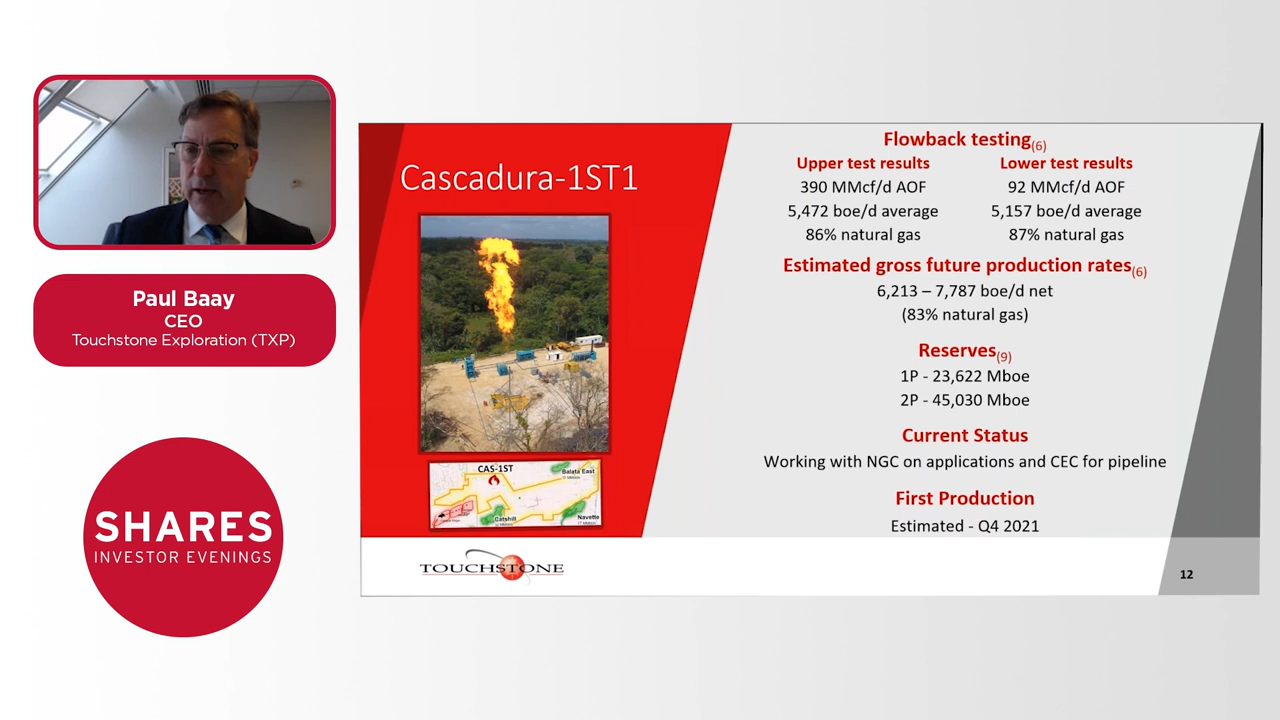 Paul Baay
CEO
Touchstone Exploration (TXP)
SHARES
INVESTOR EVENINGS
Cascadura-1ST1
CAS-1ST
Balata East
Catshill
Navette
Flowback testing(6)
Upper test results
390 MMcf/d AOF
5,472 boe/d average
86% natural gas
Lower test results
92 MMcf/d AOF
5,157 boe/d average
87% natural gas
Estimated gross future production rates(6)
6,213 – 7,787 boe/d net
(83% natural gas)
Reserves(9)
1P - 23,622 Mboe
2P - 45,030 Mboe
Current Status
Working with NGC on applications and CEC for pipeline
First Production
Estimated - Q4 2021
TOUCHSTONE
12